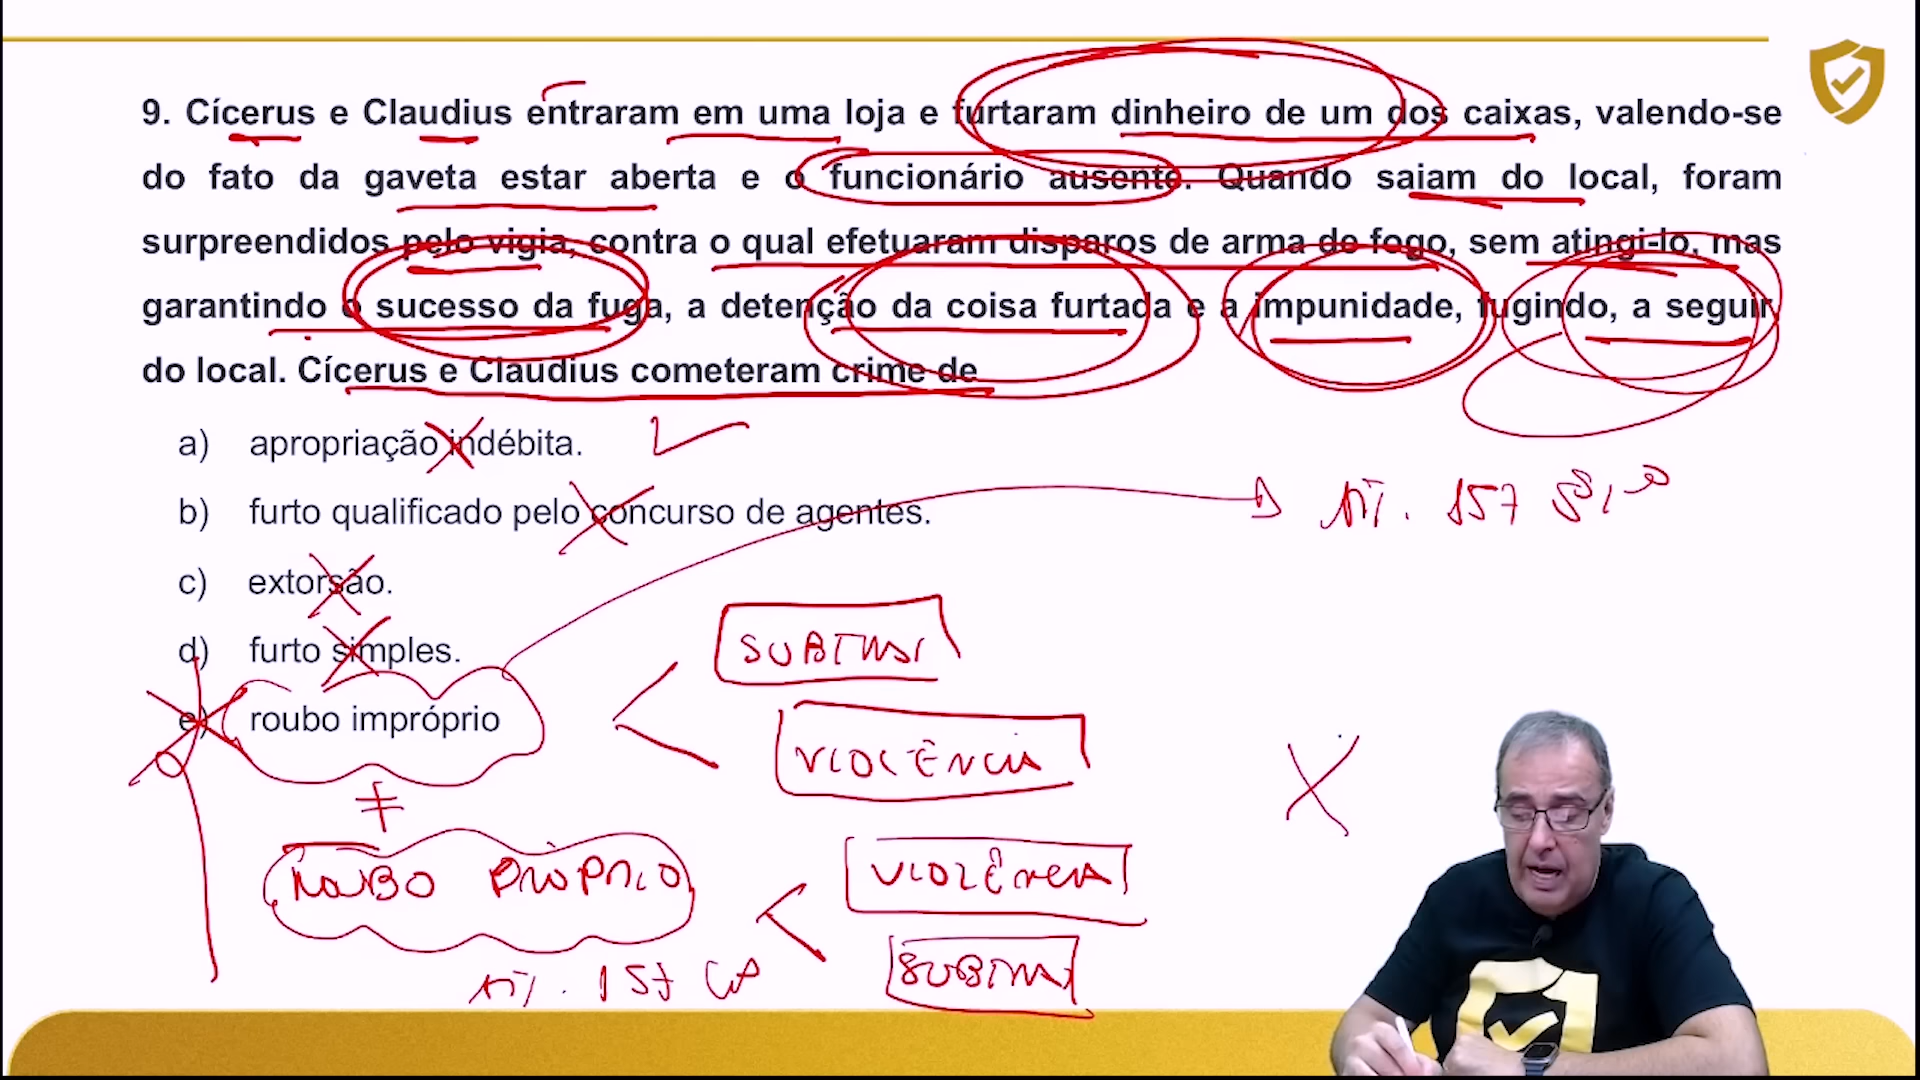 9. Cícerus e Claudius entraram em uma loja e furtaram dinheiro de um dos caixas, valendo-se
do fato da gaveta estar aberta e o funcionário ausente. Quando saiam do local, foram
surpreendidos pelo vigia, contra o qual efetuaram disparos de arma de fogo, sem atingi-lo, mas
garantindo o sucesso da fuga, a detenção da coisa furtada e a impunidade, fugindo, a seguir,
do local. Cícerus e Claudius cometeram crime de
a) apropriação indébita.
b) furto qualificado pelo concurso de agentes.
ART. 157 § 1º
c) extorsão.
d) furto simples.
SUBTRAI
e) roubo impróprio
VIOLÊNCIA
≠
ROUBO PRÓPRIO
VIOLÊNCIA
SUBTRAI
ART. 157 CP